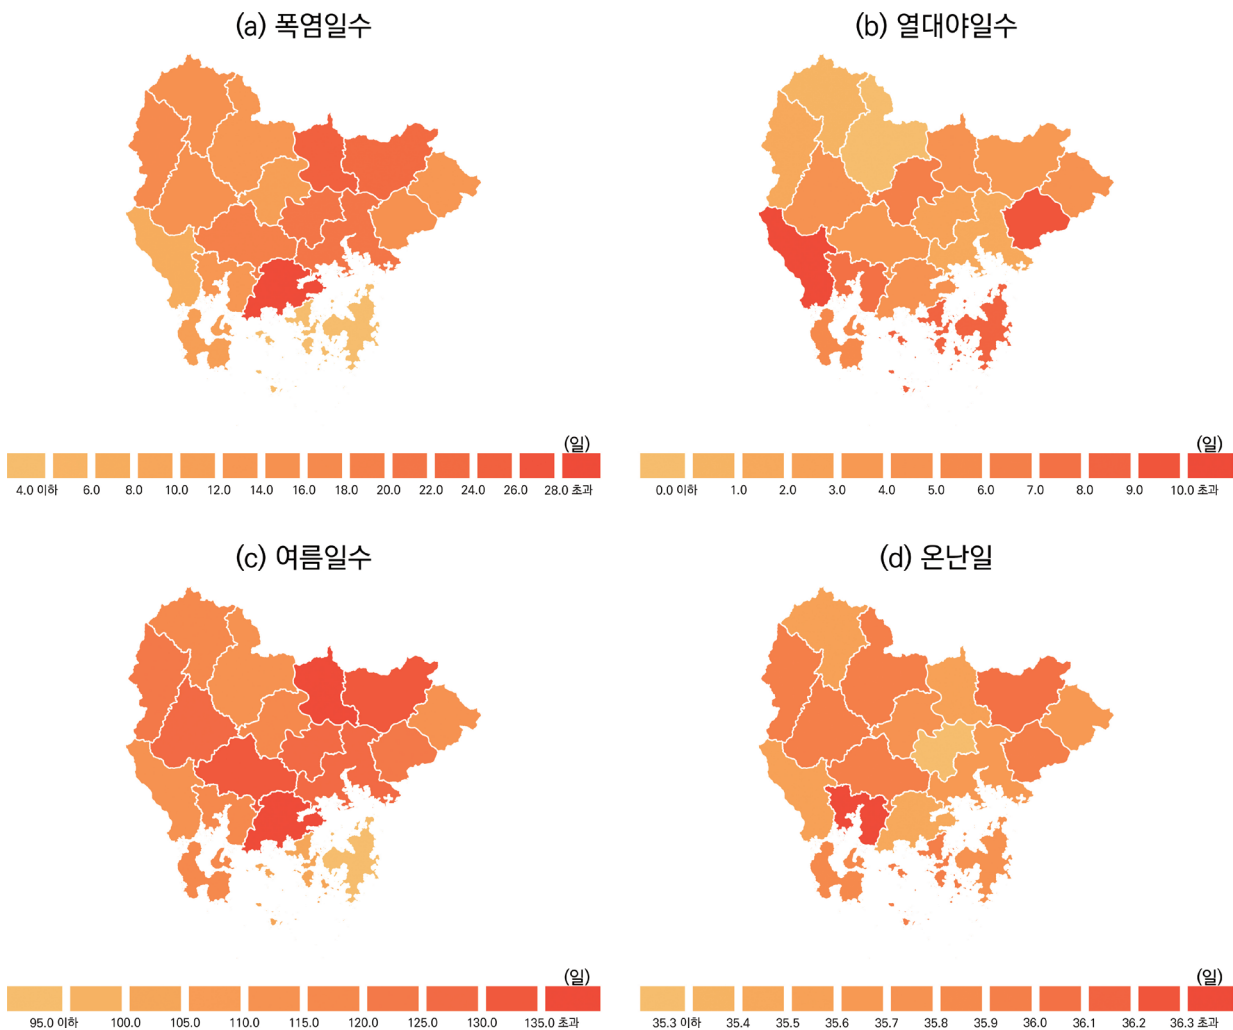 (a) 폭염일수
(b) 열대야일수
(일)
4.0 이하 6.0 8.0 10.0 12.0 14.0 16.0 18.0 20.0 22.0 24.0 26.0 28.0 초과
(일)
0.0 이하 1.0 2.0 3.0 4.0 5.0 6.0 7.0 8.0 9.0 10.0 초과
(c) 여름일수
(d) 온난일
(일)
95.0 이하 100.0 105.0 110.0 115.0 120.0 125.0 130.0 135.0 초과
(일)
35.3 이하 35.4 35.5 35.6 35.7 35.8 35.9 36.0 36.1 36.2 36.3 초과